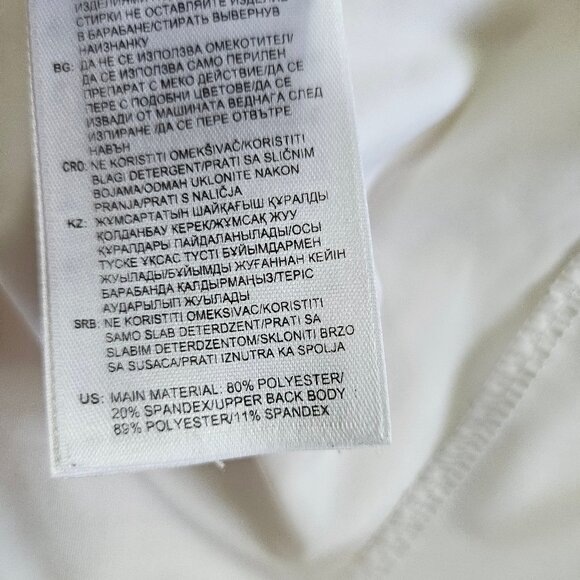 ИЗДЕЛИЯМИ
СТИРКИ НЕ ОСТАВЛЯЙТЕ ИЗДЕЛИЕ
В БАРАБАНЕ/СТИРАТЬ ВЫВЕРНУВ
НАИЗНАНКУ
BG: ДА НЕ СЕ ИЗПОЛЗВА ОМЕКОТИТЕЛ/
ДА СЕ ИЗПОЛЗВА САМО ПЕРИЛЕН
ПРЕПАРАТ С МЕКО ДЕЙСТВИЕ/ДА СЕ
ПЕРЕ С ПОДОБНИ ЦВЕТОВЕ/ДА СЕ
ИЗВАДИ ОТ МАШИНАТА ВЕДНАГА СЛЕД
ИЗПИРАНЕ /ДА СЕ ПЕРЕ ОТВЪТРЕ
НАВЪН
CRO: NE KORISTITI OMEKŠIVAČ/KORISTITI
BLAGI DETERGENT/PRATI SA SLIČNIM
BOJAMA/ODMAH UKLONITE NAKON
PRANJA/PRATI S NALIČJA
KZ: ЖҰМСАРТАТЫН ШАЙҚАҒЫШ ҚҰРАЛДЫ
ҚОЛДАНБАУ КЕРЕК/ЖҰМСАҚ ЖУУ
ҚҰРАЛДАРЫ ПАЙДАЛАНЫЛАДЫ/ОСЫ
ТҮСКЕ ҰҚСАС ТҮСТІ БҰЙЫМДАРМЕН
ЖУЫЛАДЫ/БҰЙЫМДЫ ЖУҒАННАН КЕЙІН
БАРАБАНДА ҚАЛДЫРМАҢЫЗ/ТЕРІС
АУДАРЫЛЫП ЖУЫЛАДЫ
SRB: NE KORISTITI OMEKŠIVAČ/KORISTITI
SAMO SLAB DETERDZENT/PRATI SA
SLABIM DETERDZENTOM/SKLONITI BRZO
SA SUSACA/PRATI IZNUTRA KA SPOLJA
US: MAIN MATERIAL: 80% POLYESTER/
20% SPANDEX/UPPER BACK BODY
89% POLYESTER/11% SPANDEX